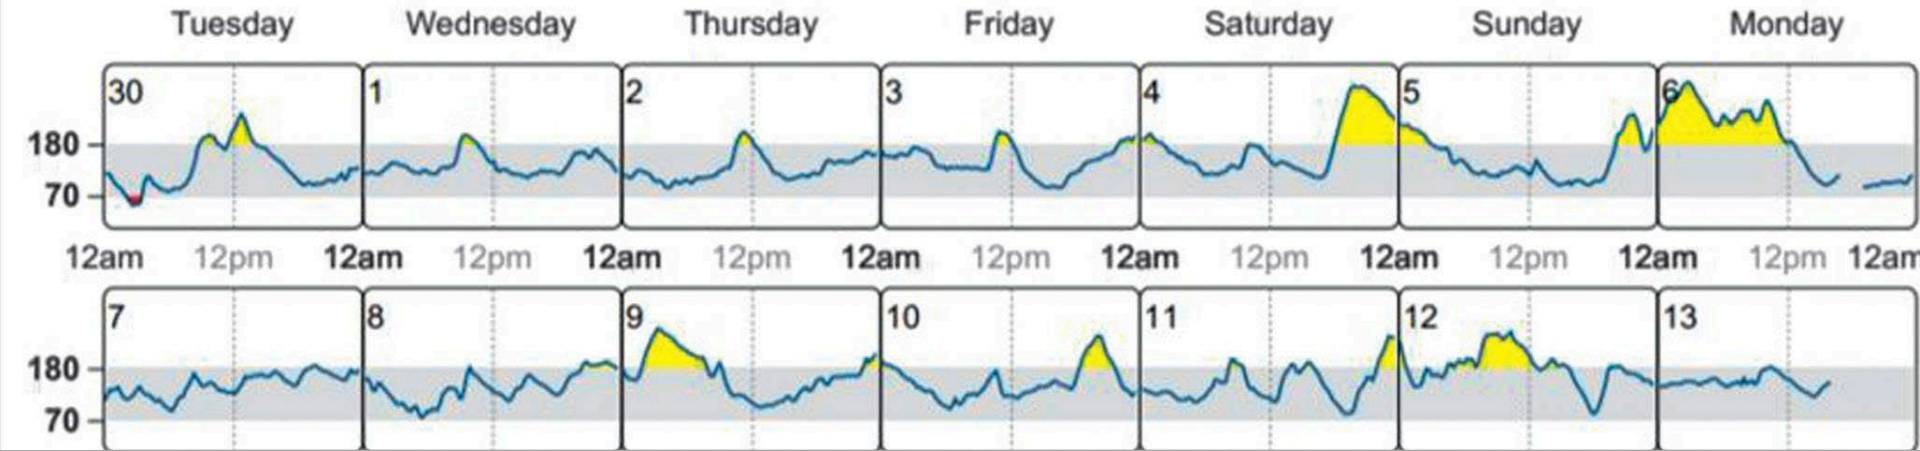 Tuesday Wednesday Thursday Friday Saturday Sunday Monday
30 1 2 3 4 5 6
180
70
12am 12pm 12am 12pm 12am 12pm 12am 12pm 12am 12pm 12am 12pm 12am 12pm 12am
7 8 9 10 11 12 13
180
70